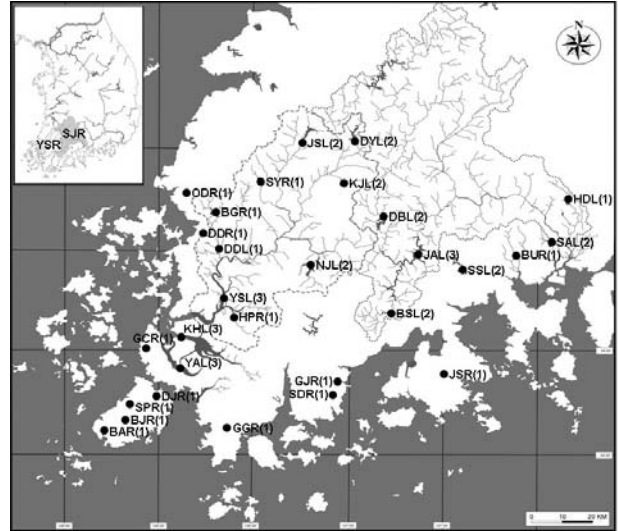 SJR
YSR
N
JSL(2)
DYL(2)
SYR(1)
KJL(2)
ODR(1)
HDL(1)
BGR(1)
DBL(2)
DDR(1)
DDL(1)
SAL(2)
JAL(3)
BUR(1)
NJL(2)
SSL(2)
YSL(3)
HPR(1)
BSL(2)
KHL(3)
GCR(1)
YAL(3)
GJR(1)
JSR(1)
DJR(1)
SDR(1)
SPR(1)
BJR(1)
BAR(1)
GGR(1)
0 10 20 KM